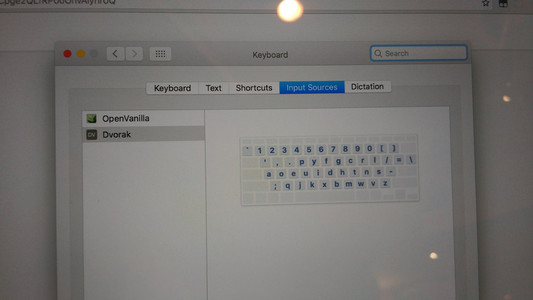 Keyboard
Search
Keyboard Text Shortcuts Input Sources Dictation
OpenVanilla
DV Dvorak
` 1 2 3 4 5 6 7 8 9 0 [ ]
' , . p y f g c r l / = \
a o e u i d h t n s -
; q j k x b m w v z